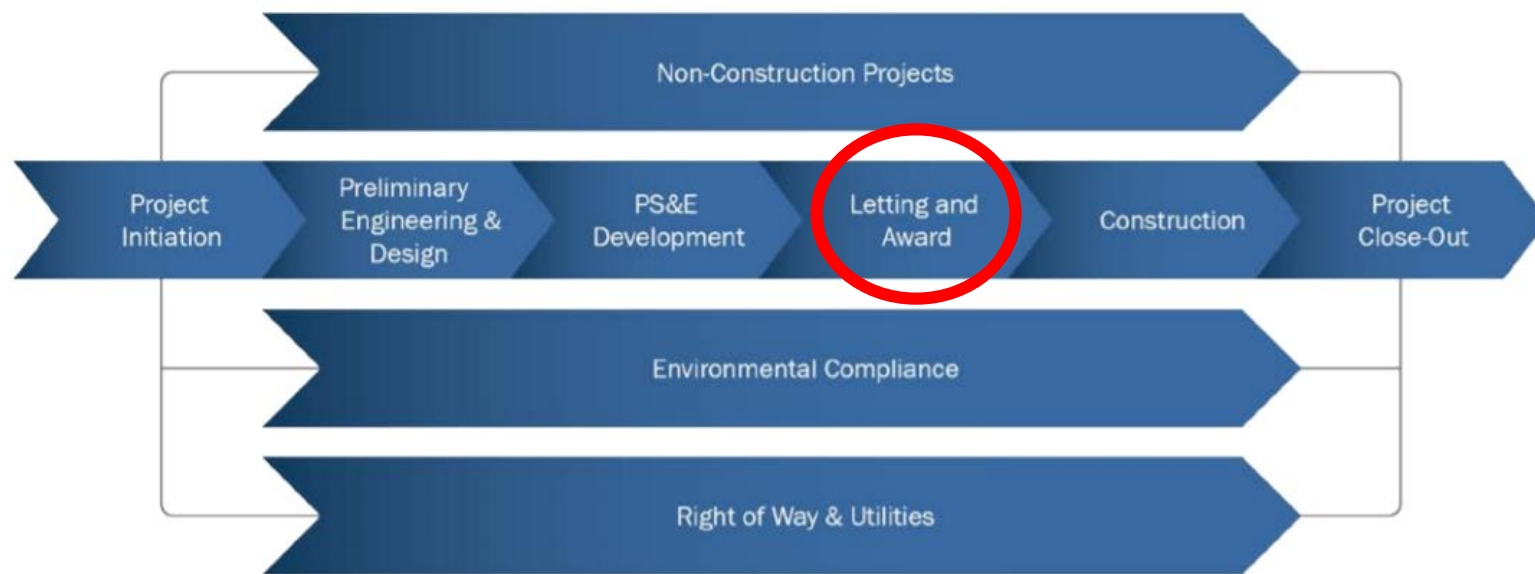 Non-Construction Projects
Project
Initiation
Preliminary
Engineering &
Design
PS&E
Development
Letting and
Award
Construction
Project
Close-Out
Environmental Compliance
Right of Way & Utilities